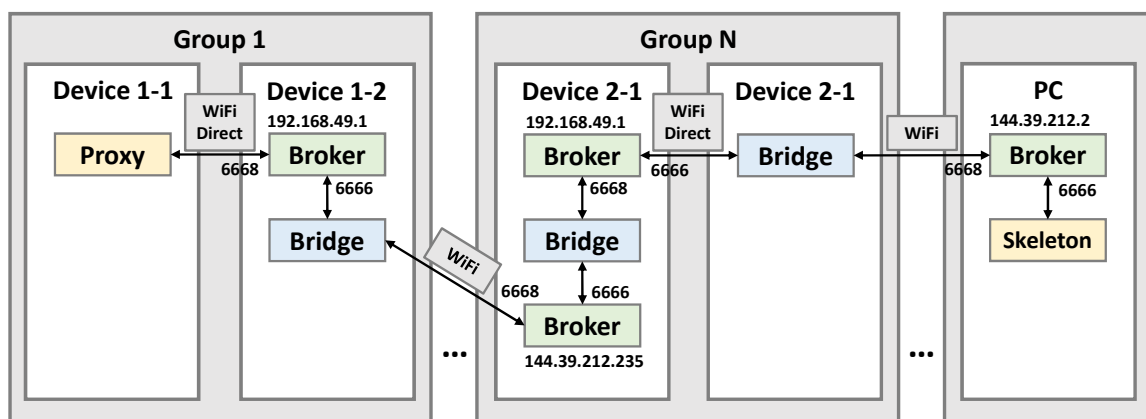 Group 1
Device 1-1
Device 1-2
WiFi
Direct
192.168.49.1
Proxy
6668
Broker
6666
Bridge
WiFi
...
Group N
Device 2-1
Device 2-1
WiFi
Direct
192.168.49.1
Broker
6666
Bridge
6668
Bridge
6668
6666
Broker
144.39.212.235
WiFi
...
PC
144.39.212.2
6668
Broker
6666
Skeleton